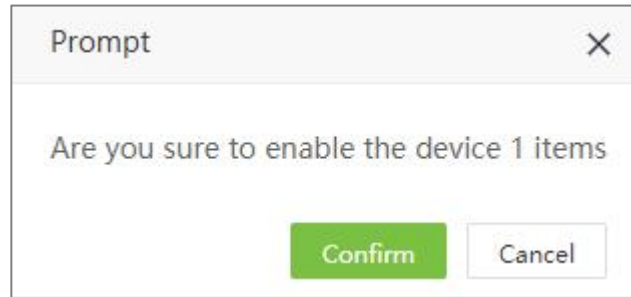 Prompt
Are you sure to enable the device 1 items
Confirm Cancel